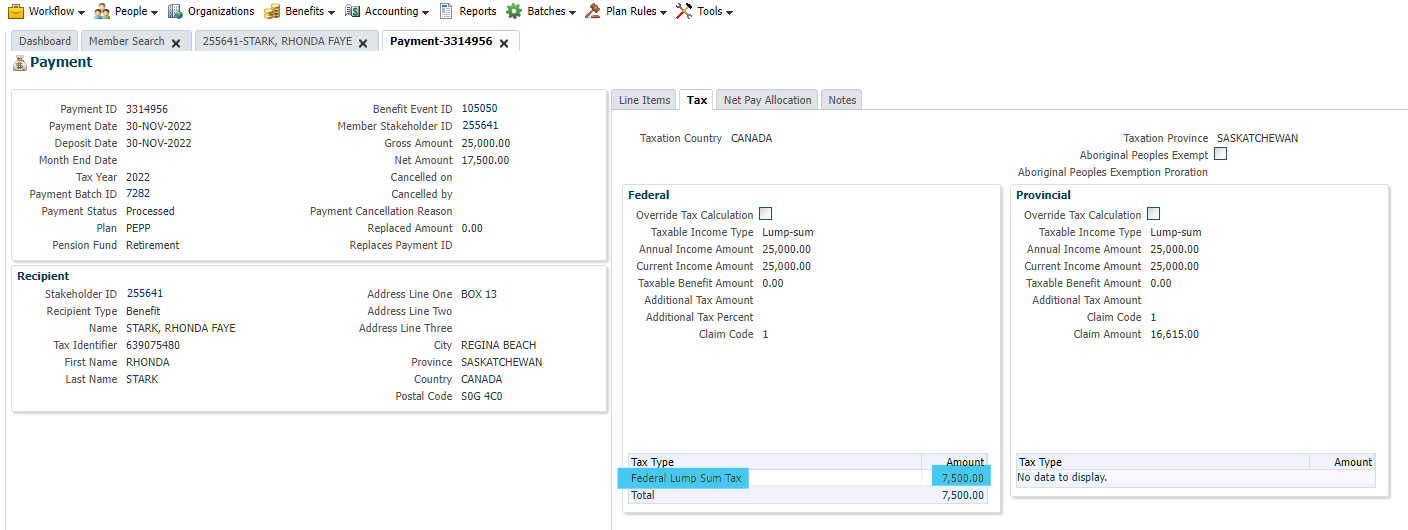 Workflow People Organizations Benefits Accounting Reports Batches Plan Rules Tools
Dashboard Member Search 255641-STARK, RHONDA FAYE Payment-3314956
Payment
Payment ID 3314956 Benefit Event ID 105050
Payment Date 30-NOV-2022 Member Stakeholder ID 255641
Deposit Date 30-NOV-2022 Gross Amount 25,000.00
Month End Date Net Amount 17,500.00
Tax Year 2022 Cancelled on
Payment Batch ID 7282 Cancelled by
Payment Status Processed Payment Cancellation Reason
Plan PEPP Replaced Amount 0.00
Pension Fund Retirement Replaces Payment ID
Recipient
Stakeholder ID 255641 Address Line One BOX 13
Recipient Type Benefit Address Line Two
Name STARK, RHONDA FAYE Address Line Three
Tax Identifier 639075480 City REGINA BEACH
First Name RHONDA Province SASKATCHEWAN
Last Name STARK Country CANADA
Postal Code S0G 4C0
Line Items Tax Net Pay Allocation Notes
Taxation Country CANADA Taxation Province SASKATCHEWAN
Aboriginal Peoples Exempt
Aboriginal Peoples Exemption Proration
Federal
Override Tax Calculation
Taxable Income Type Lump-sum
Annual Income Amount 25,000.00
Current Income Amount 25,000.00
Taxable Benefit Amount 0.00
Additional Tax Amount
Additional Tax Percent
Claim Code 1
Tax Type Amount
Federal Lump Sum Tax 7,500.00
Total 7,500.00
Provincial
Override Tax Calculation
Taxable Income Type Lump-sum
Annual Income Amount 25,000.00
Current Income Amount 25,000.00
Taxable Benefit Amount 0.00
Additional Tax Amount
Claim Code 1
Claim Amount 16,615.00
Tax Type Amount
No data to display.